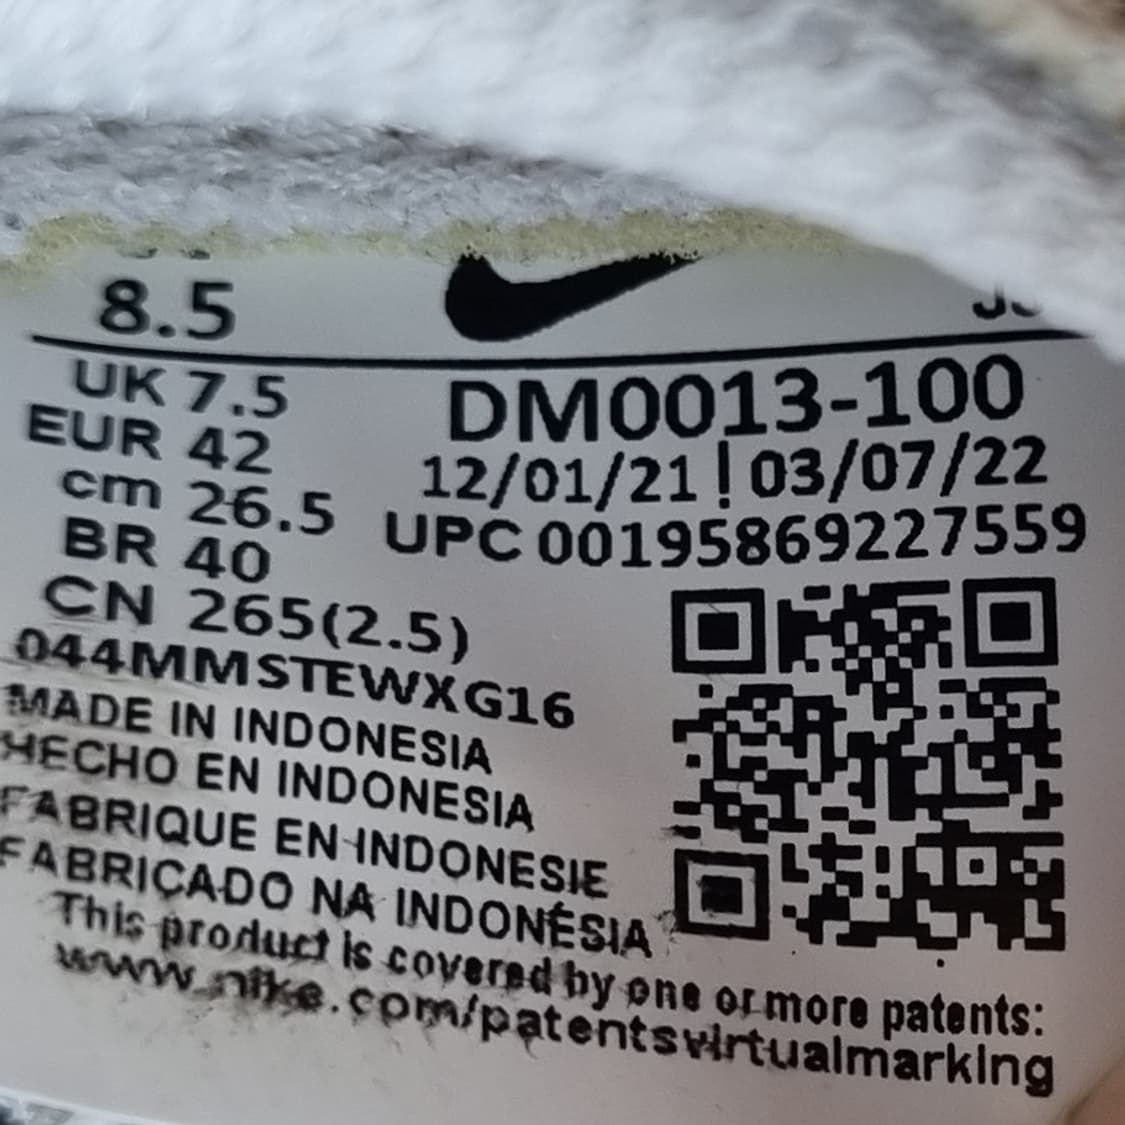 8.5
UK 7.5
EUR 42
cm 26.5
BR 40
CN 265(2.5)
044MMSTEWXG16
DM0013-100
12/01/21 ! 03/07/22
UPC 00195869227559
MADE IN INDONESIA
HECHO EN INDONESIA
FABRIQUE EN INDONESIE
FABRICADO NA INDONÉSIA
This product is covered by one or more patents:
www.nike.com/patentsvirtualmarking